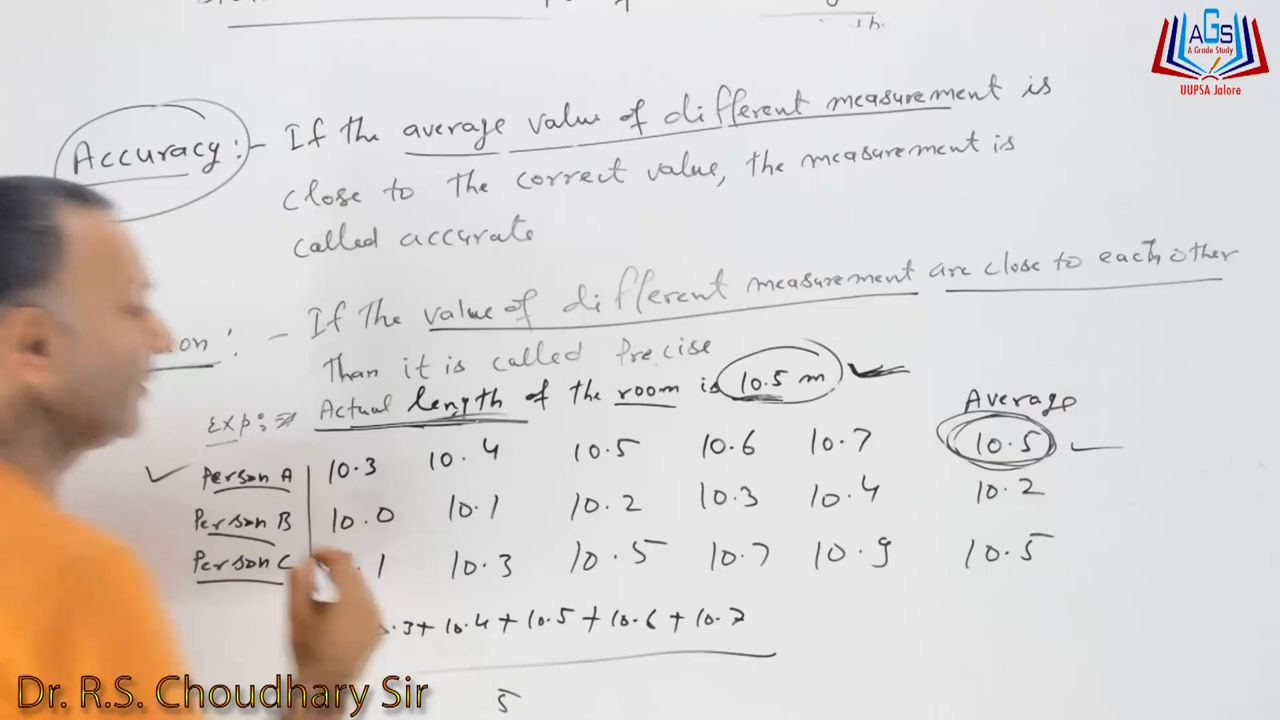 AGS
A Grade Study
UUPSA Jalore
Accuracy:- If the average value of different measurement is
close to the correct value, the measurement is
called accurate
on :- If the value of different measurement are close to each other
Than it is called Precise
Exp:⇒ Actual length of the room is 10.5 m
Average
Person A 10.3 10.4 10.5 10.6 10.7 10.5
Person B 10.0 10.1 10.2 10.3 10.4 10.2
Person C .1 10.3 10.5 10.7 10.9 10.5
.3+ 10.4 + 10.5 + 10.6 + 10.7
5
Dr. R.S. Choudhary Sir